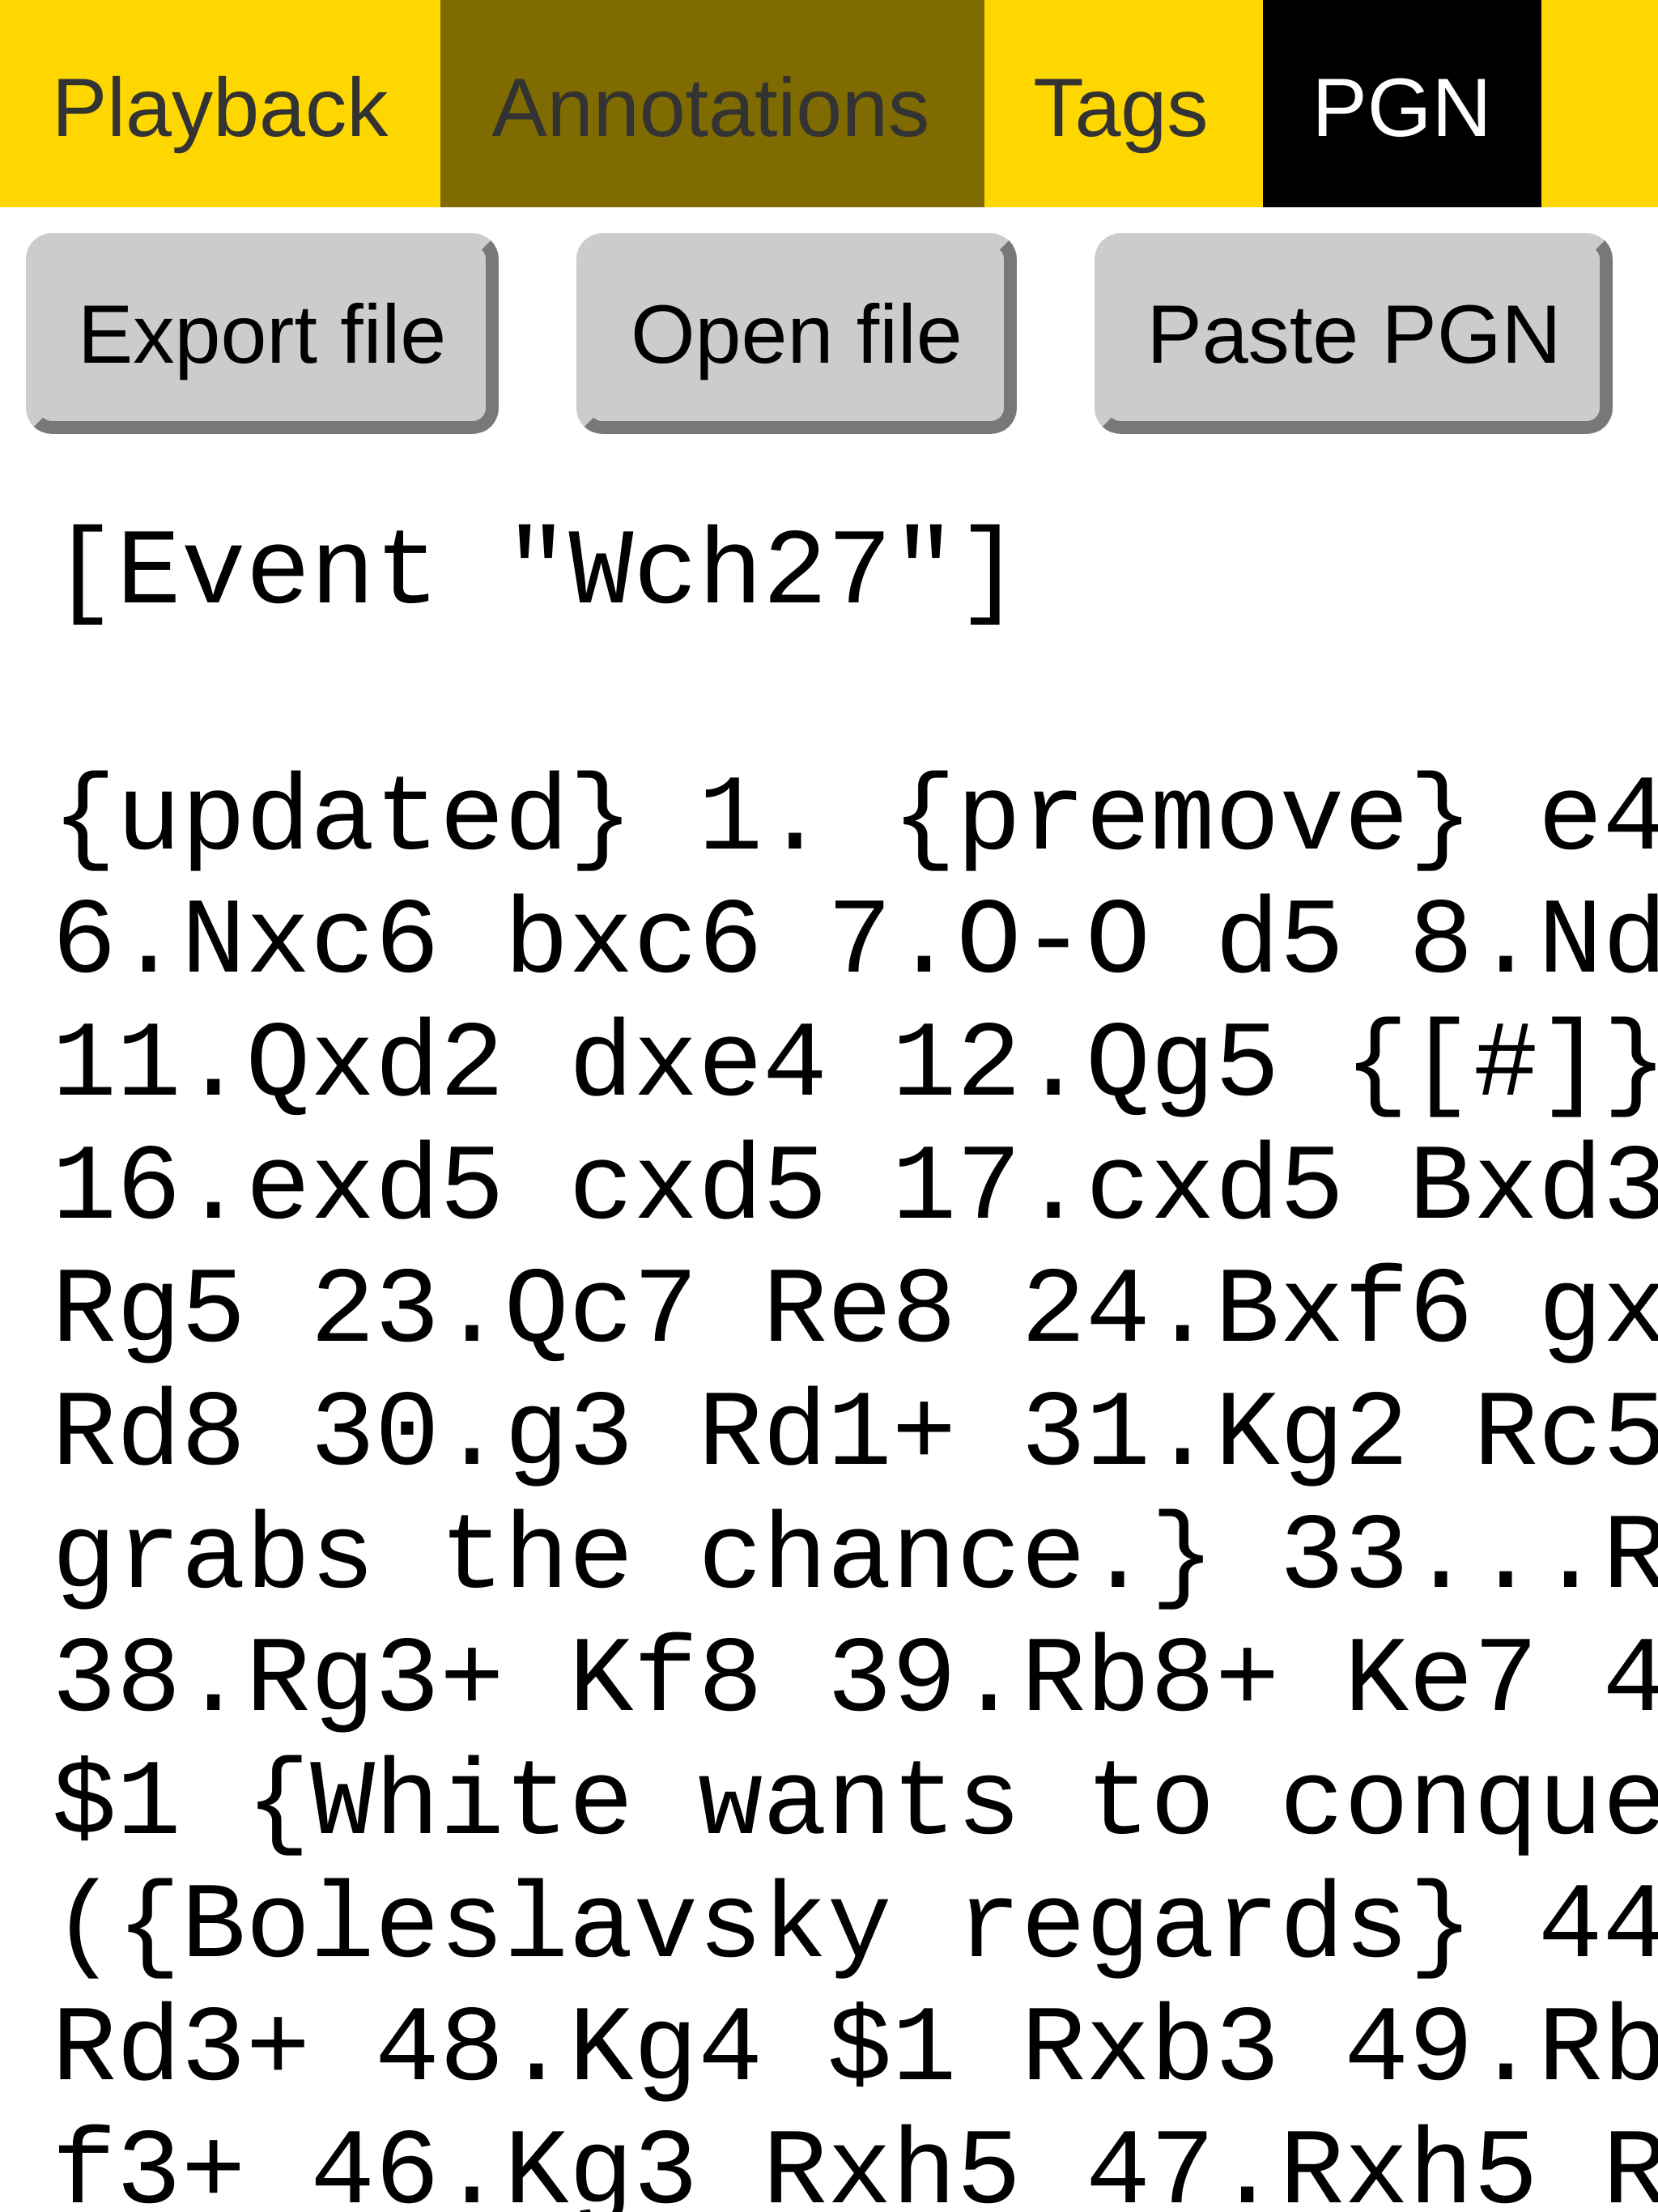 Playback Annotations Tags PGN
Export file Open file Paste PGN
[Event "Wch27"]
{updated} 1. {premove} e4
6.Nxc6 bxc6 7.O-O d5 8.Nd
11.Qxd2 dxe4 12.Qg5 {[#]}
16.exd5 cxd5 17.cxd5 Bxd3
Rg5 23.Qc7 Re8 24.Bxf6 gx
Rd8 30.g3 Rd1+ 31.Kg2 Rc5
grabs the chance.} 33...R
38.Rg3+ Kf8 39.Rb8+ Ke7 4
$1 {White wants to conque
({Boleslavsky regards} 44
Rd3+ 48.Kg4 $1 Rxb3 49.Rb
f3+ 46.Kg3 Rxh5 47.Rxh5 R